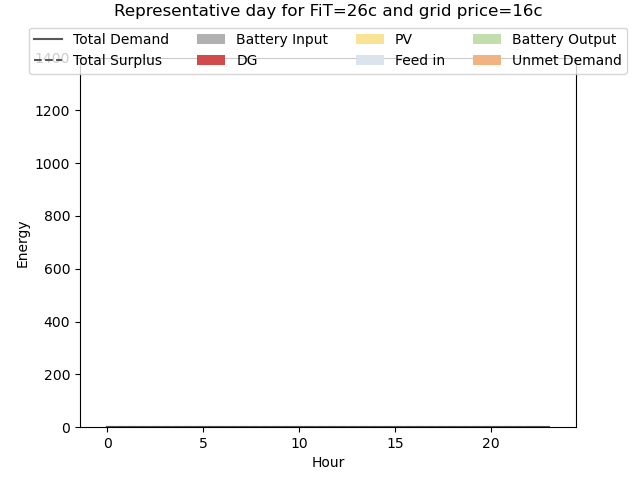 Representative day for FiT=26c and grid price=16c
Total Demand Battery Input PV Battery Output
Total Surplus DG Feed in Unmet Demand
1400
1200
1000
800
600
400
200
0
Energy
0 5 10 15 20
Hour